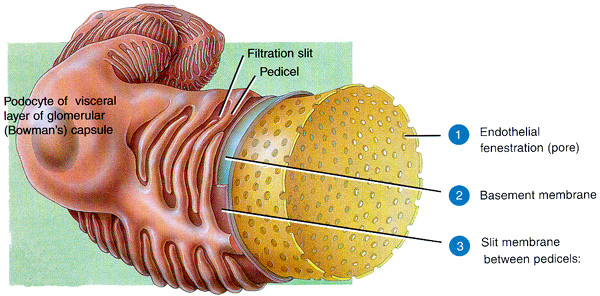 Filtration slit
Pedicel
Podocyte of visceral
layer of glomerular
(Bowman's) capsule
1 Endothelial
fenestration (pore)
2 Basement membrane
3 Slit membrane
between pedicels: